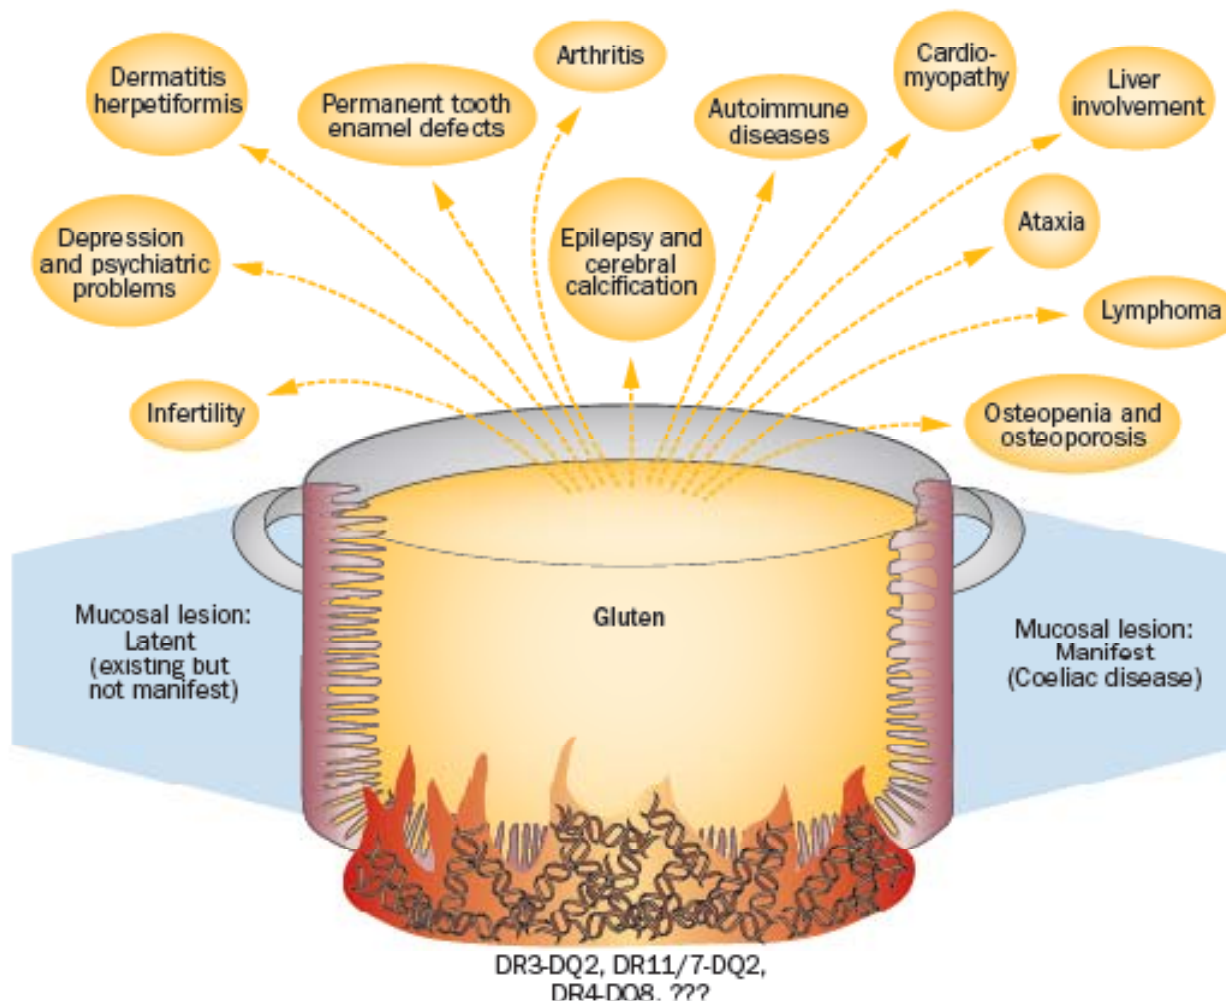 Arthritis
Cardio-
myopathy
Dermatitis
herpetiformis
Permanent tooth
enamel defects
Autoimmune
diseases
Liver
involvement
Depression
and psychiatric
problems
Epilepsy and
cerebral
calcification
Ataxia
Lymphoma
Infertility
Osteopenia and
osteoporosis
Mucosal lesion:
Latent
(existing but
not manifest)
Gluten
Mucosal lesion:
Manifest
(Coeliac disease)
DR3-DQ2, DR11/7-DQ2,
DR4-DQ8, ???